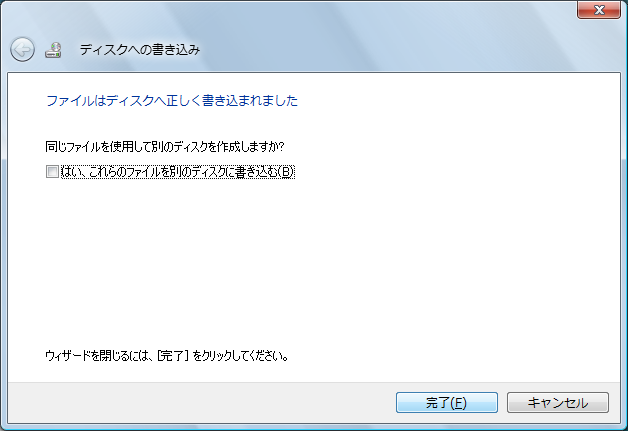 ディスクへの書き込み
ファイルはディスクへ正しく書き込まれました
同じファイルを使用して別のディスクを作成しますか?
はい、これらのファイルを別のディスクに書き込む(B)
ウィザードを閉じるには、[完了] をクリックしてください。
完了(F) キャンセル